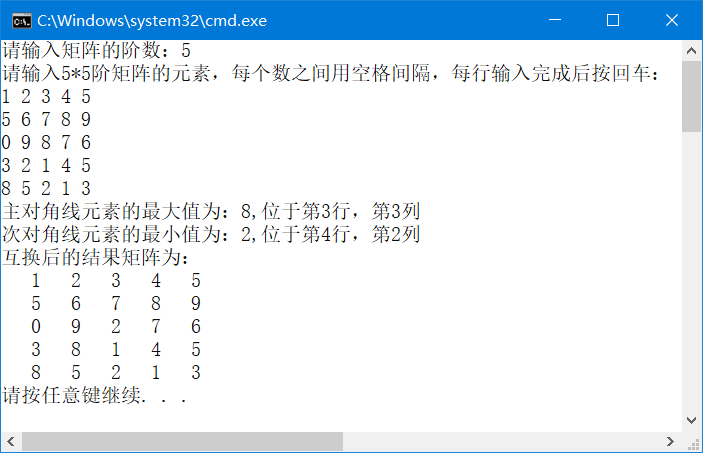 C:\Windows\system32\cmd.exe
请输入矩阵的阶数：5
请输入5*5阶矩阵的元素，每个数之间用空格间隔，每行输入完成后按回车：
1 2 3 4 5
5 6 7 8 9
0 9 8 7 6
3 2 1 4 5
8 5 2 1 3
主对角线元素的最大值为：8,位于第3行，第3列
次对角线元素的最小值为：2,位于第4行，第2列
互换后的结果矩阵为：
1 2 3 4 5
5 6 7 8 9
0 9 2 7 6
3 8 1 4 5
8 5 2 1 3
请按任意键继续. . .